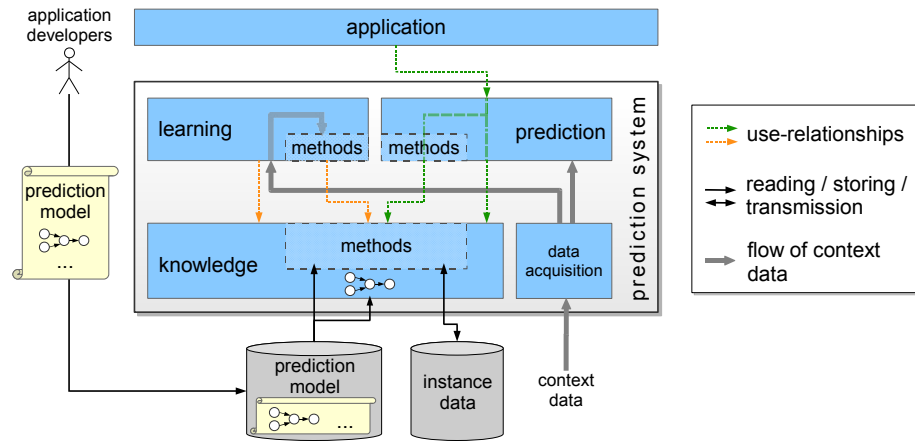 application
developers
application
learning
methods
methods
prediction
prediction system
use-relationships
reading / storing /
transmission
flow of context
data
prediction
model
...
knowledge
methods
data
acquisition
prediction
model
...
instance
data
context
data